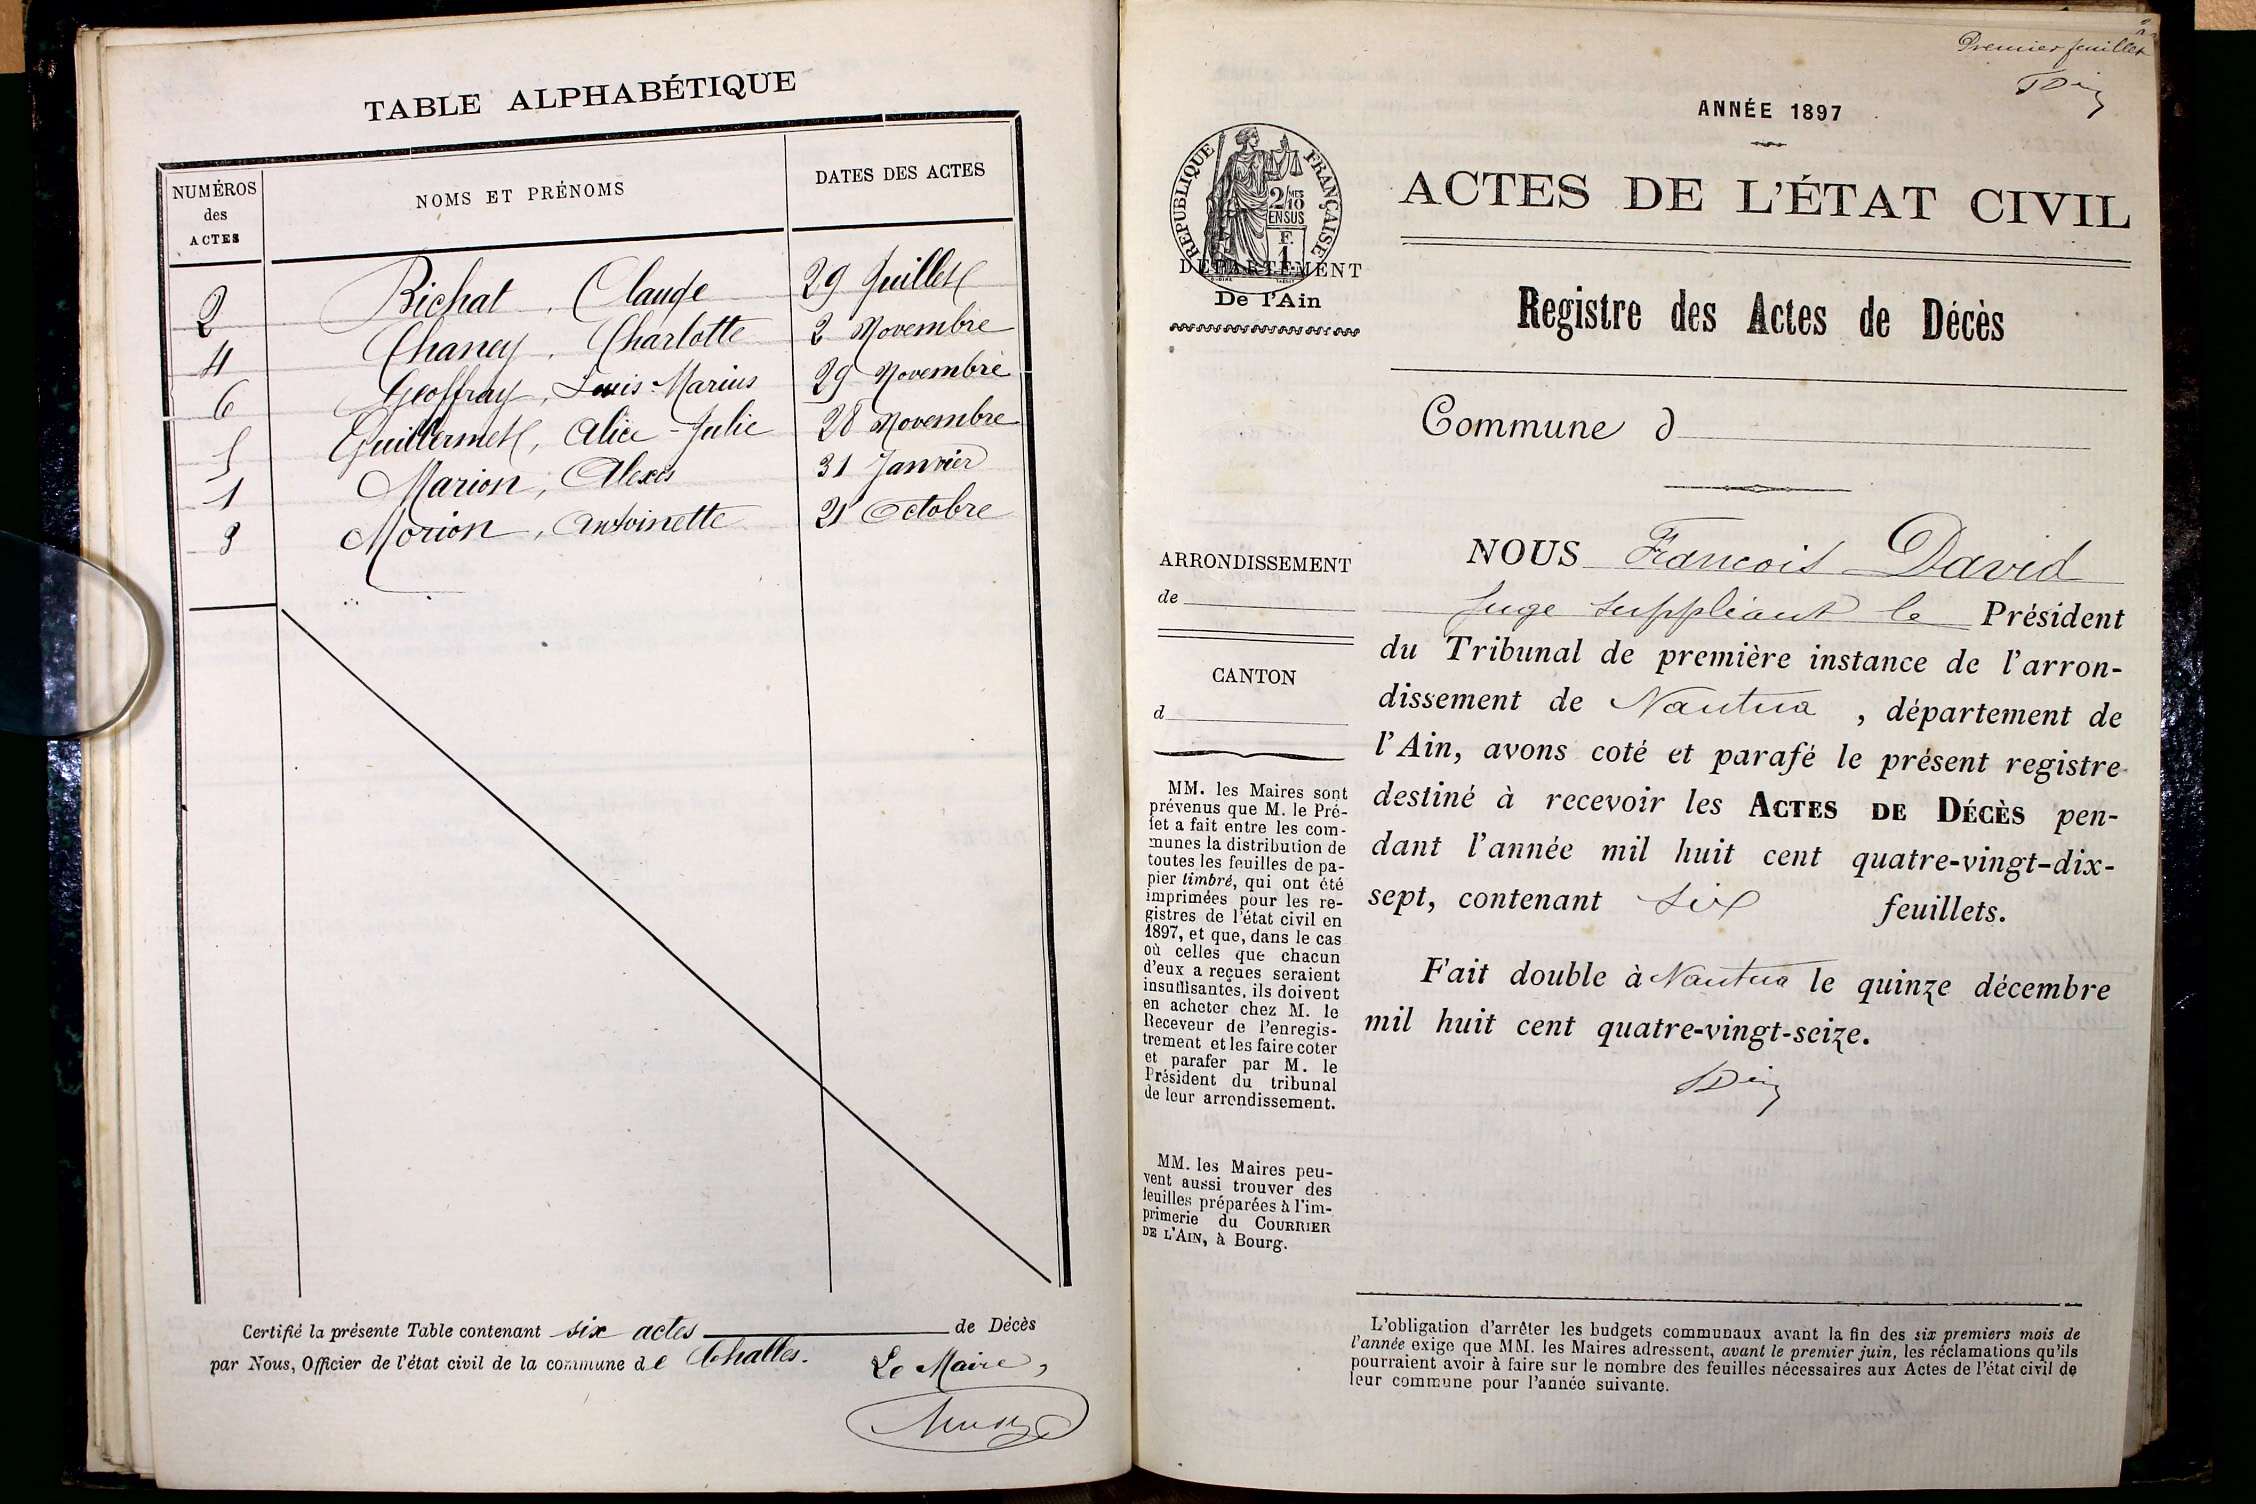 TABLE ALPHABÉTIQUE
NUMÉROS
des
ACTES
NOMS ET PRÉNOMS
DATES DES ACTES
2 Bichat, Claude 29 Juillet
4 Chaney, Charlotte 2 Novembre
6 Geoffray, Louis-Marius 29 Novembre
5 Guillermet, Alice-Julie 28 Novembre
1 Marion, Alexis 31 Janvier
3 Morion, Antoinette 21 Octobre
Certifié la présente Table contenant six actes de Décès
par Nous, Officier de l'état civil de la commune de Challes. Le Maire,
Premier feuillet
ANNÉE 1897
RÉPUBLIQUE FRANÇAISE
2/10 MES
EN SUS
F.
1
DÉPARTEMENT
De l'Ain
ACTES DE L'ÉTAT CIVIL
Registre des Actes de Décès
Commune d
ARRONDISSEMENT
de
CANTON
d
MM. les Maires sont
prévenus que M. le Pré-
fet a fait entre les com-
munes la distribution de
toutes les feuilles de pa-
pier timbré, qui ont été
imprimées pour les re-
gistres de l'état civil en
1897, et que, dans le cas
où celles que chacun
d'eux a reçues seraient
insuffisantes, ils doivent
en acheter chez M. le
Receveur de l'enregis-
trement et les faire coter
et parafer par M. le
Président du tribunal
de leur arrondissement.
MM. les Maires peu-
vent aussi trouver des
feuilles préparées à l'im-
primerie du COURRIER
DE L'AIN, à Bourg.
NOUS Francois David
Juge suppléant le Président
du Tribunal de première instance de l'arron-
dissement de Nantua, département de
l'Ain, avons coté et parafé le présent registre
destiné à recevoir les ACTES DE DÉCÈS pen-
dant l'année mil huit cent quatre-vingt-dix-
sept, contenant six feuillets.
Fait double à Nantua le quinze décembre
mil huit cent quatre-vingt-seize.
L'obligation d'arrêter les budgets communaux avant la fin des six premiers mois de
l'année exige que MM. les Maires adressent, avant le premier juin, les réclamations qu'ils
pourraient avoir à faire sur le nombre des feuilles nécessaires aux Actes de l'état civil de
leur commune pour l'année suivante.